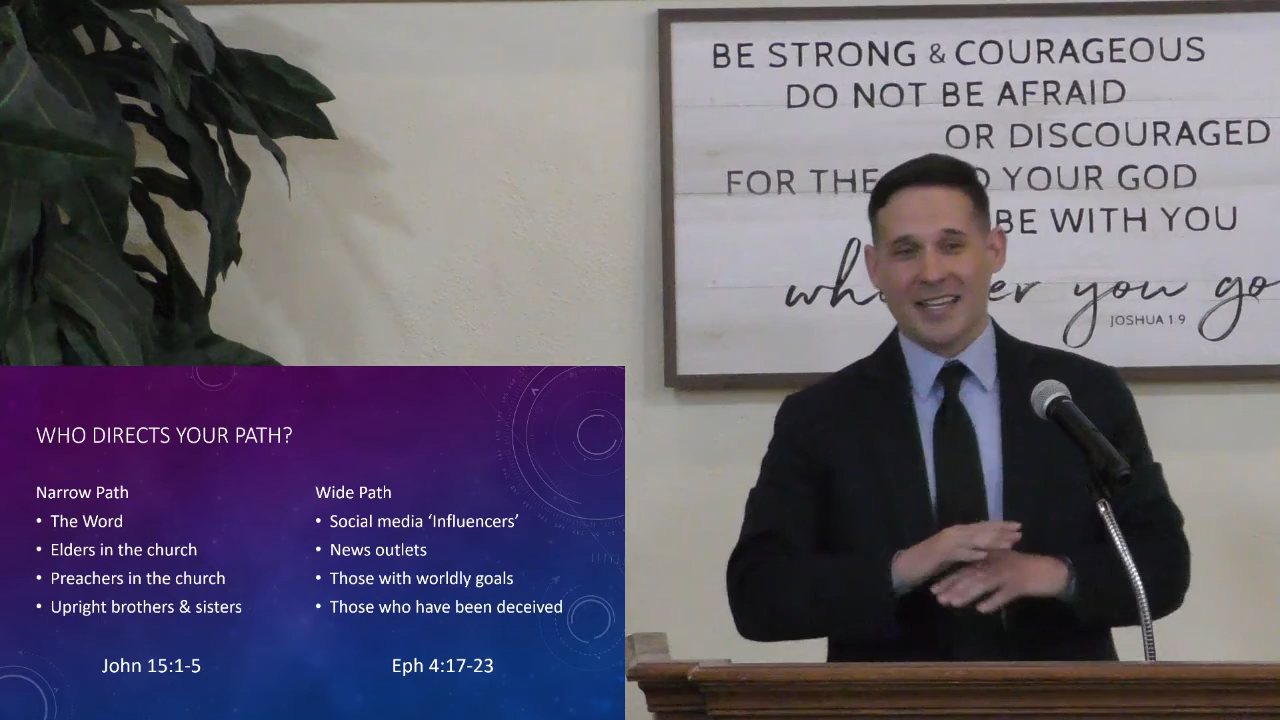 BE STRONG & COURAGEOUS
DO NOT BE AFRAID
OR DISCOURAGED
FOR THE YOUR GOD
BE WITH YOU
you go
JOSHUA 1:9
WHO DIRECTS YOUR PATH?
Narrow Path
• The Word
• Elders in the church
• Preachers in the church
• Upright brothers & sisters
John 15:1-5
Wide Path
• Social media ‘Influencers’
• News outlets
• Those with worldly goals
• Those who have been deceived
Eph 4:17-23